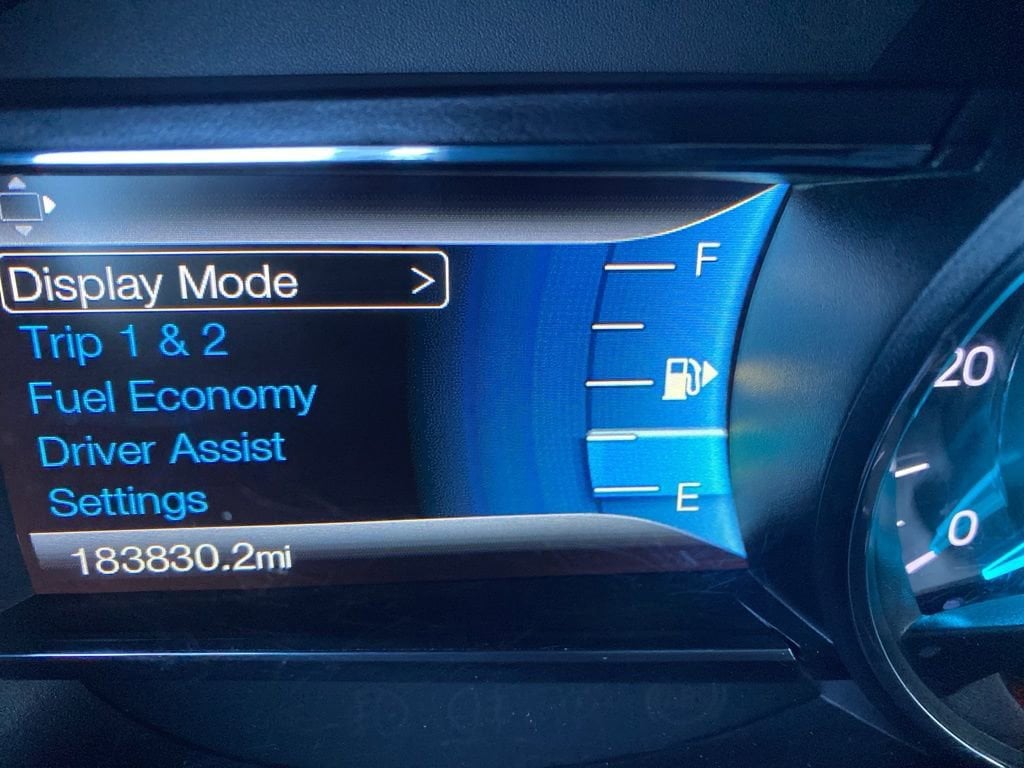 Display Mode >
Trip 1 & 2
Fuel Economy
Driver Assist
Settings
183830.2mi
F
E
20
0